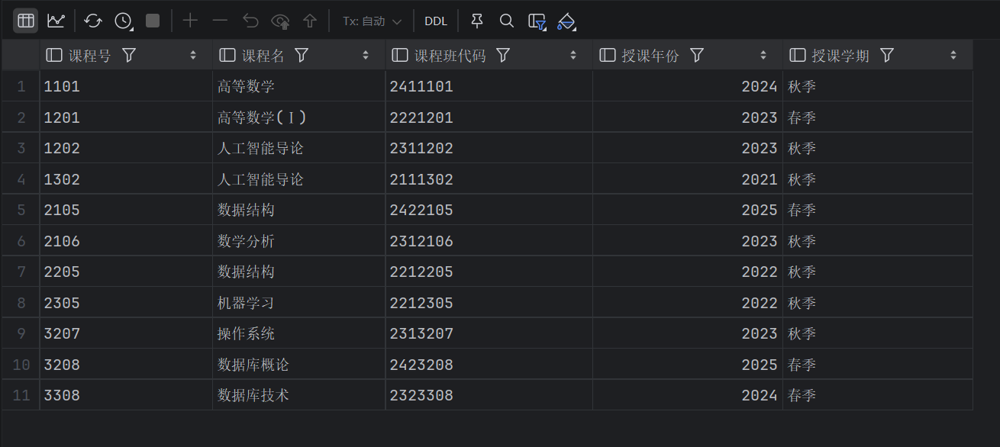 Tx: 自动 DDL
课程号 课程名 课程班代码 授课年份 授课学期
1 1101 高等数学 2411101 2024 秋季
2 1201 高等数学(Ⅰ) 2221201 2023 春季
3 1202 人工智能导论 2311202 2023 秋季
4 1302 人工智能导论 2111302 2021 秋季
5 2105 数据结构 2422105 2025 春季
6 2106 数学分析 2312106 2023 秋季
7 2205 数据结构 2212205 2022 秋季
8 2305 机器学习 2212305 2022 秋季
9 3207 操作系统 2313207 2023 秋季
10 3208 数据库概论 2423208 2025 春季
11 3308 数据库技术 2323308 2024 春季